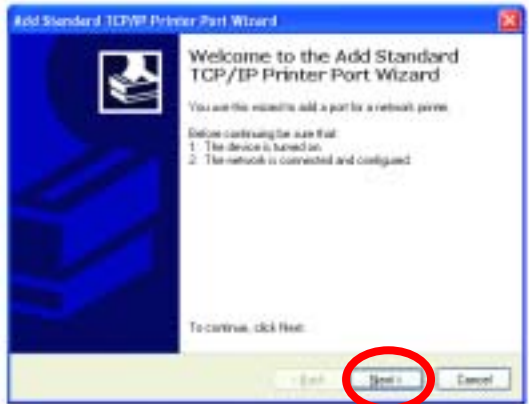 Add Standard TCP/IP Printer Port Wizard
Welcome to the Add Standard
TCP/IP Printer Port Wizard
You use this wizard to add a port for a network printer.
Before continuing be sure that:
1. The device is turned on.
2. The network is connected and configured.
To continue, click Next.
< Back Next > Cancel